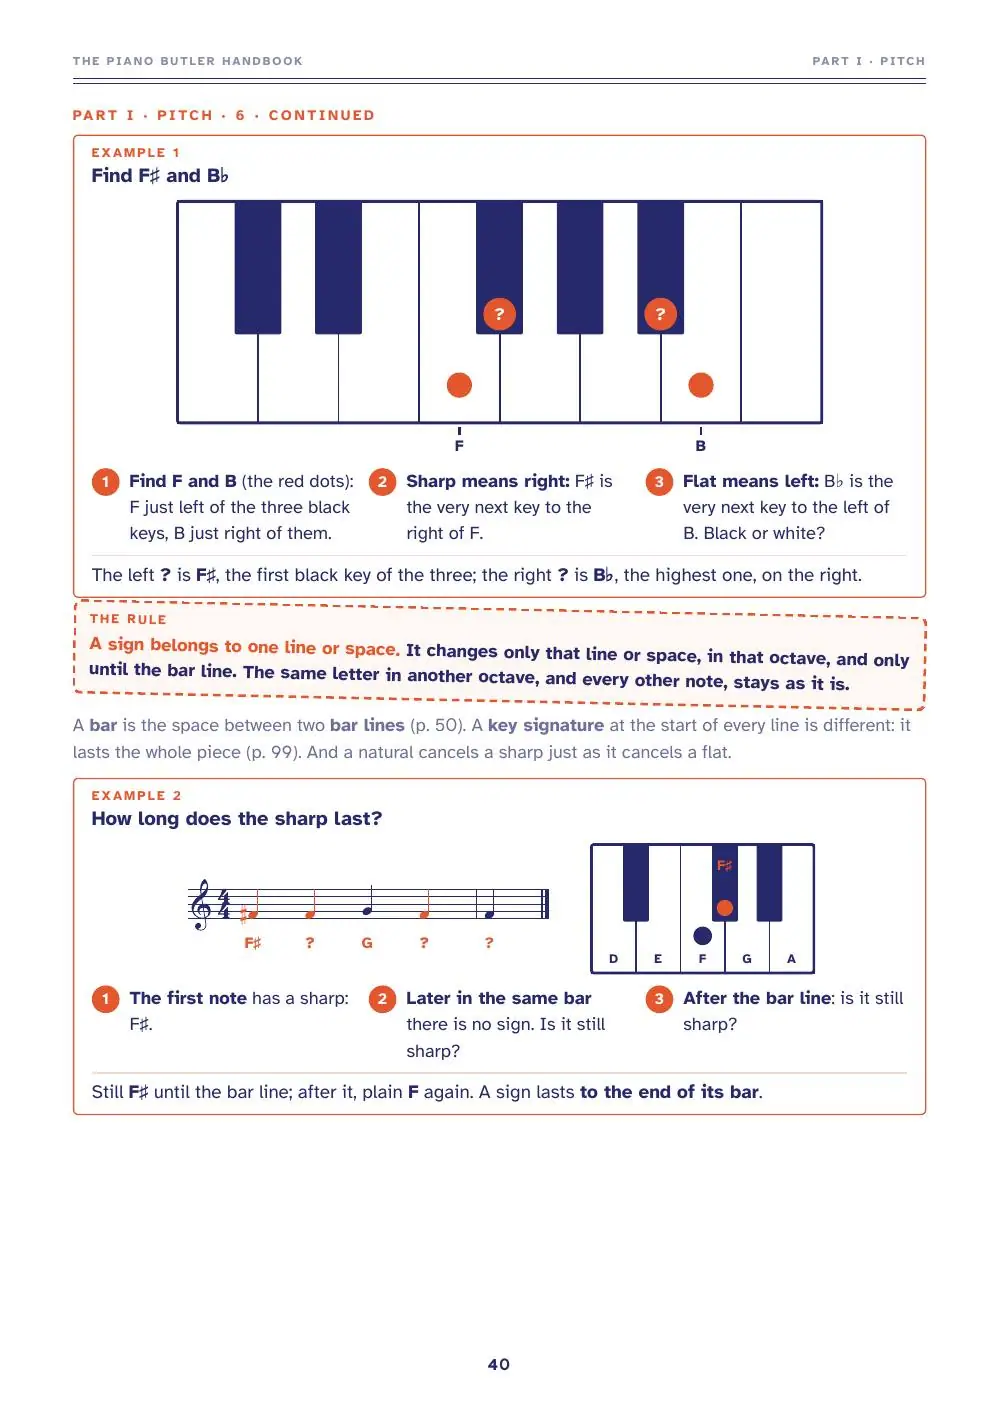 THE PIANO BUTLER HANDBOOK
PART I · PITCH
PART I · PITCH · 6 · CONTINUED
EXAMPLE 1
Find F♯ and B♭
?
?
F
B
1 Find F and B (the red dots):
F just left of the three black
keys, B just right of them.
2 Sharp means right: F♯ is
the very next key to the
right of F.
3 Flat means left: B♭ is the
very next key to the left of
B. Black or white?
The left ? is F♯, the first black key of the three; the right ? is B♭, the highest one, on the right.
THE RULE
A sign belongs to one line or space. It changes only that line or space, in that octave, and only
until the bar line. The same letter in another octave, and every other note, stays as it is.
A bar is the space between two bar lines (p. 50). A key signature at the start of every line is different: it
lasts the whole piece (p. 99). And a natural cancels a sharp just as it cancels a flat.
EXAMPLE 2
How long does the sharp last?
4
4
F♯ ? G ? ?
F♯
D E F G A
1 The first note has a sharp:
F♯.
2 Later in the same bar
there is no sign. Is it still
sharp?
3 After the bar line: is it still
sharp?
Still F♯ until the bar line; after it, plain F again. A sign lasts to the end of its bar.
40